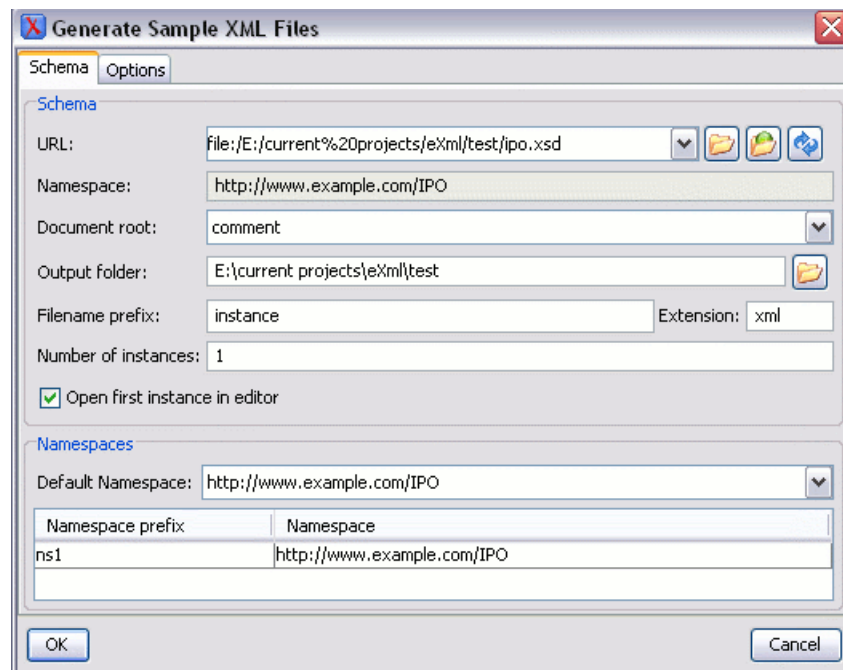 Generate Sample XML Files
Schema Options
Schema
URL: file:/E:/current%20projects/eXml/test/ipo.xsd
Namespace: http://www.example.com/IPO
Document root: comment
Output folder: E:\current projects\eXml\test
Filename prefix: instance Extension: xml
Number of instances: 1
Open first instance in editor
Namespaces
Default Namespace: http://www.example.com/IPO
Namespace prefix Namespace
ns1 http://www.example.com/IPO
OK Cancel